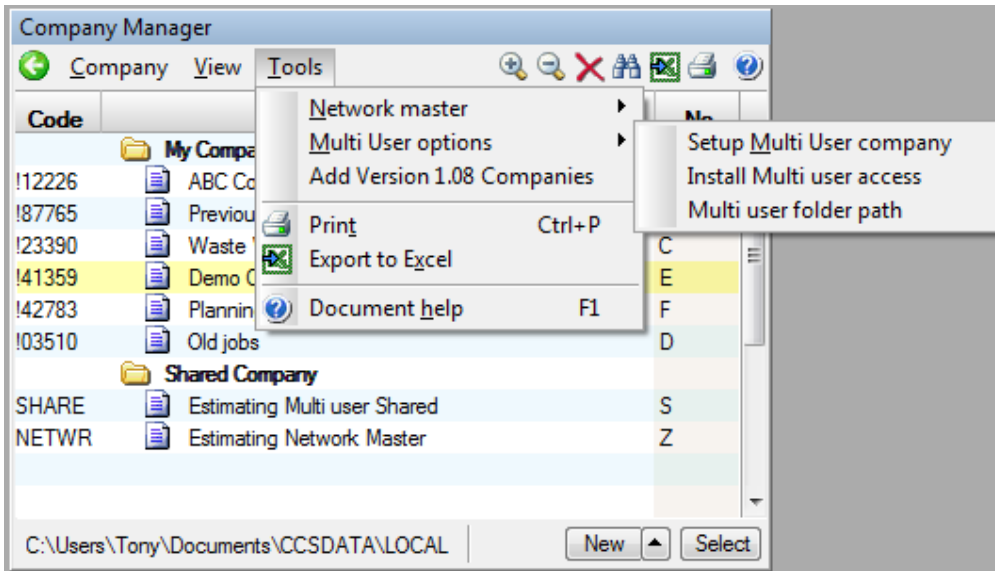 Company Manager
Company View Tools
Code
My Compa
!12226 ABC Co
!87765 Previou
!23390 Waste C
!41359 Demo C E
!42783 Plannin F
!03510 Old jobs D
Shared Company
SHARE Estimating Multi user Shared S
NETWR Estimating Network Master Z
Network master
Multi User options
Add Version 1.08 Companies
Print Ctrl+P
Export to Excel
Document help F1
Setup Multi User company
Install Multi user access
Multi user folder path
C:\Users\Tony\Documents\CCSDATA\LOCAL New Select